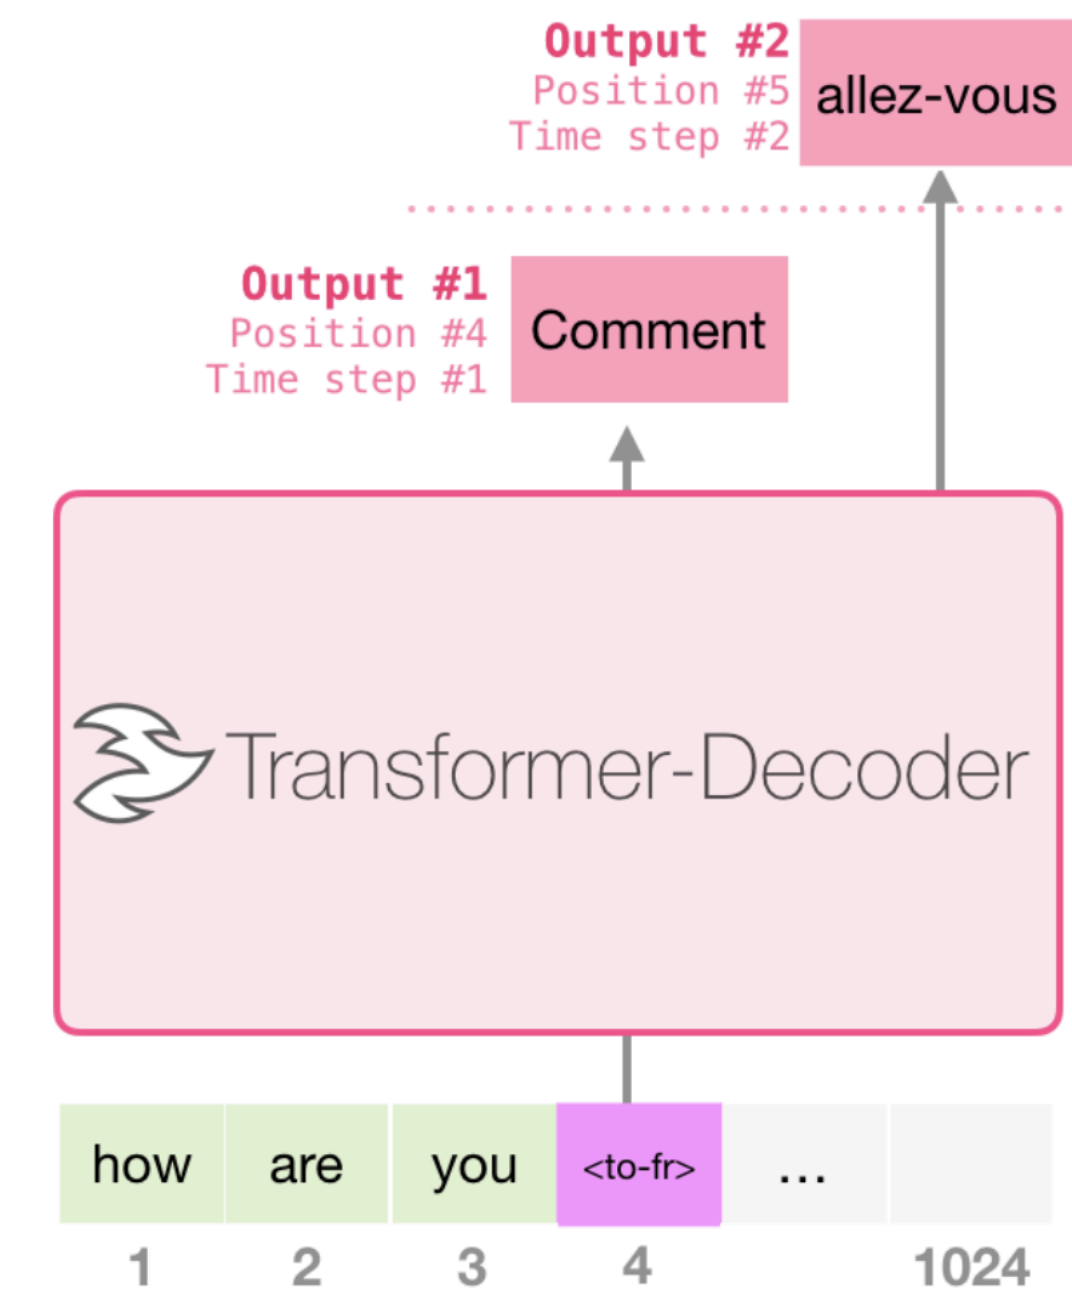 Output #2
Position #5
Time step #2
allez-vous
Output #1
Position #4
Time step #1
Comment
Transformer-Decoder
how are you <to-fr> ...
1 2 3 4 1024